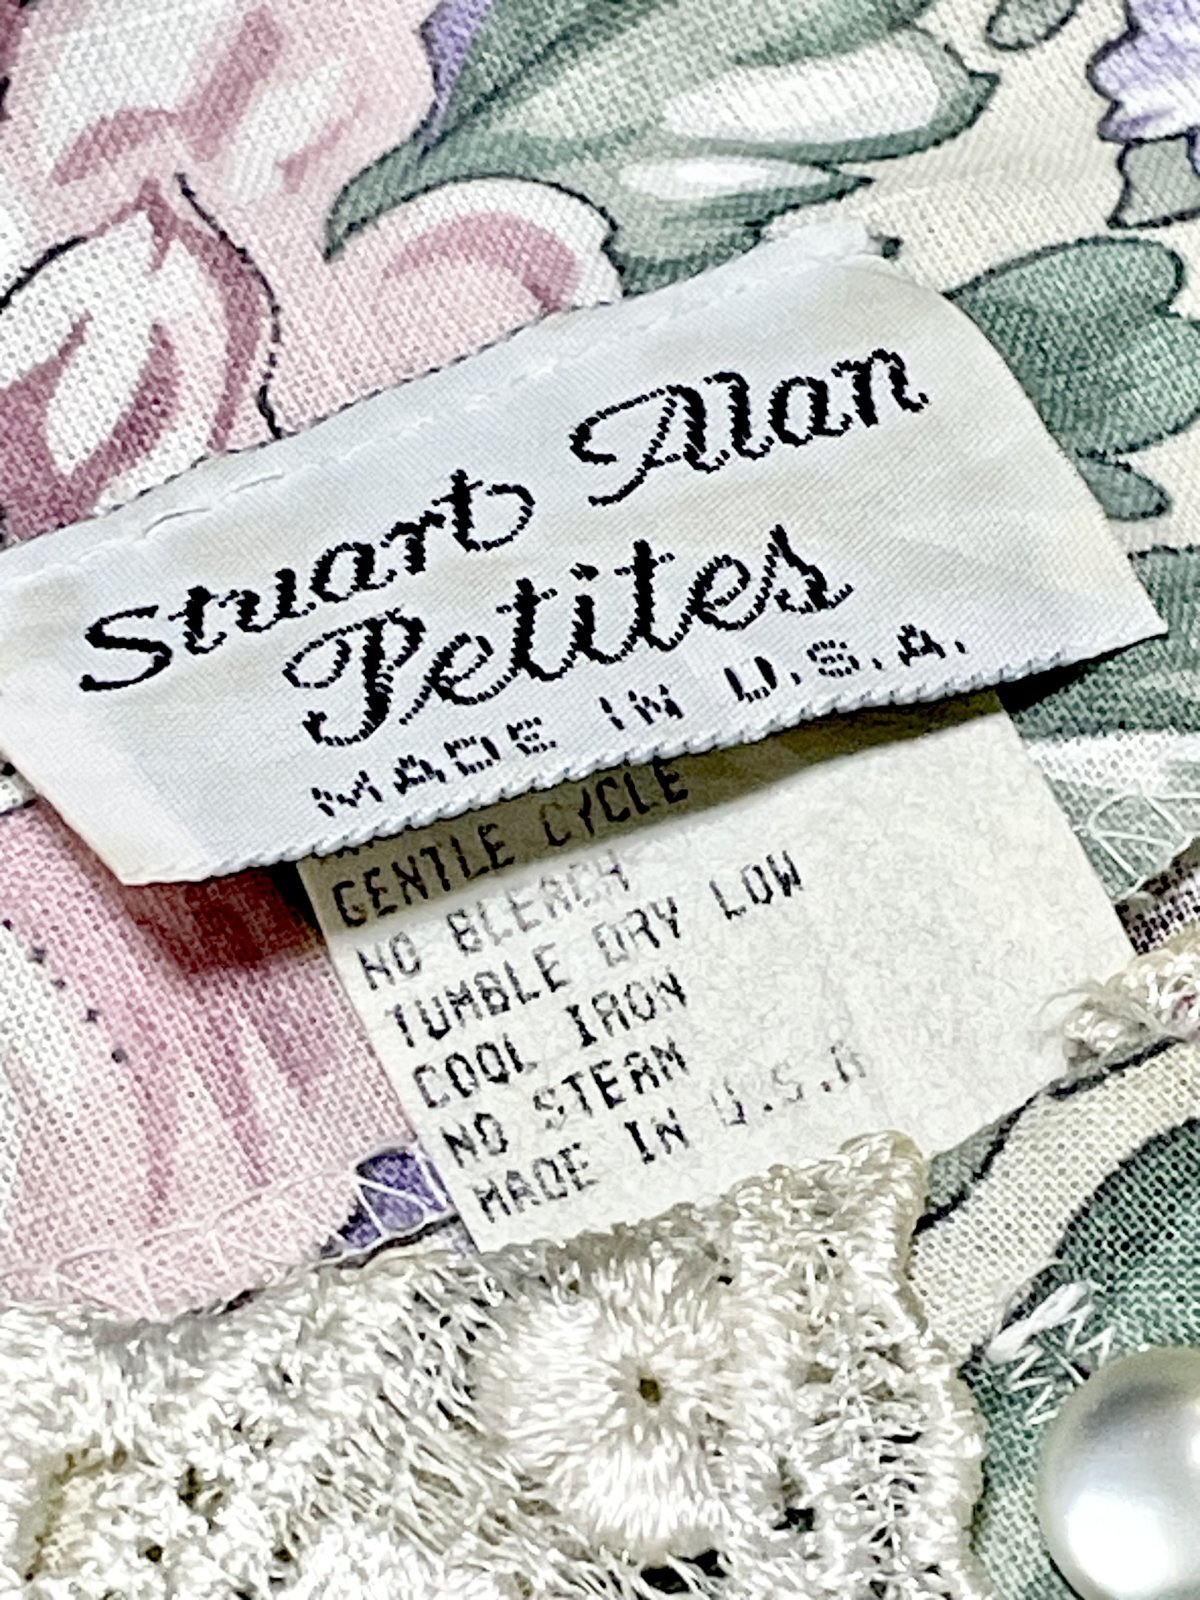 Stuart Alan
Petites
MADE IN U.S.A.
GENTLE CYCLE
NO BLEACH
TUMBLE DRY LOW
COOL IRON
NO STEAM
MADE IN U.S.A